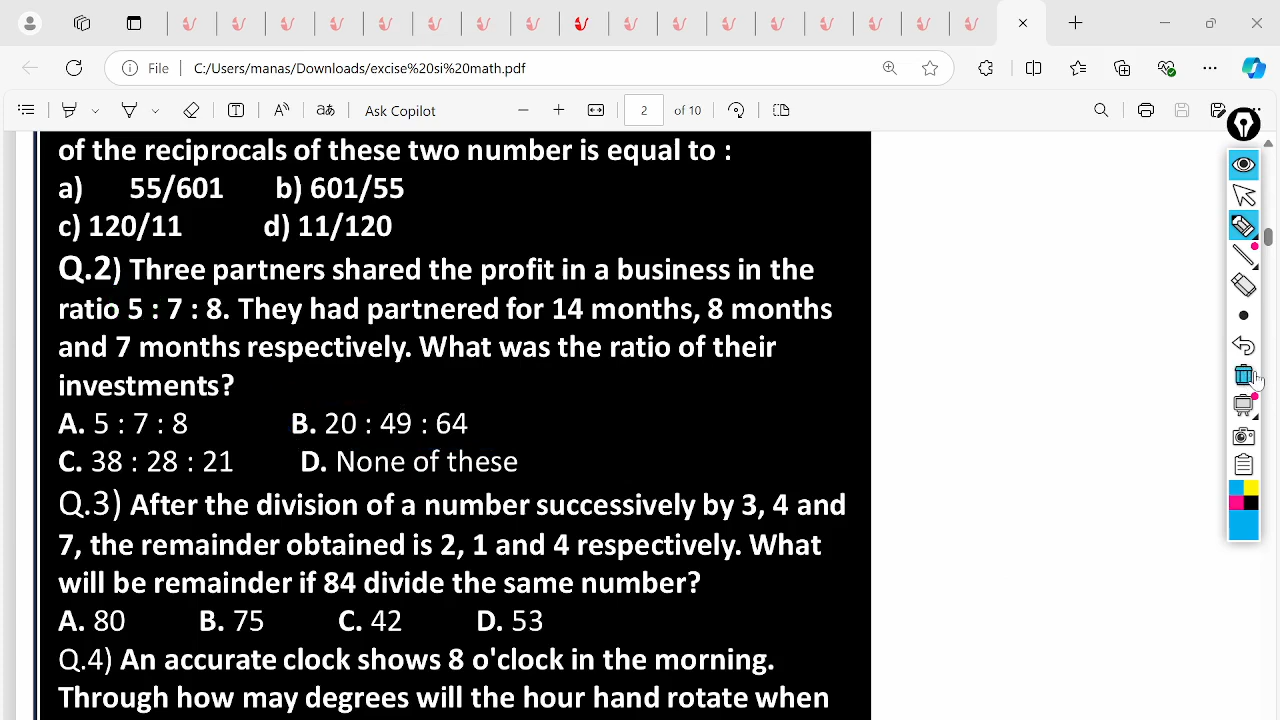 File | C:/Users/manas/Downloads/excise%20si%20math.pdf
Ask Copilot
2 of 10
of the reciprocals of these two number is equal to :
a) 55/601 b) 601/55
c) 120/11 d) 11/120
Q.2) Three partners shared the profit in a business in the
ratio 5 : 7 : 8. They had partnered for 14 months, 8 months
and 7 months respectively. What was the ratio of their
investments?
A. 5 : 7 : 8 B. 20 : 49 : 64
C. 38 : 28 : 21 D. None of these
Q.3) After the division of a number successively by 3, 4 and
7, the remainder obtained is 2, 1 and 4 respectively. What
will be remainder if 84 divide the same number?
A. 80 B. 75 C. 42 D. 53
Q.4) An accurate clock shows 8 o'clock in the morning.
Through how may degrees will the hour hand rotate when